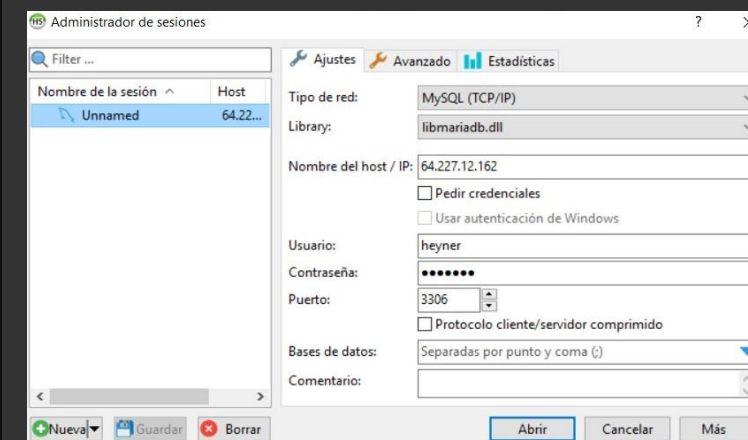 HS Administrador de sesiones ?
Filter ...
Nombre de la sesión Host
Unnamed 64.22...
Ajustes Avanzado Estadísticas
Tipo de red: MySQL (TCP/IP)
Library: libmariadb.dll
Nombre del host / IP: 64.227.12.162
Pedir credenciales
Usar autenticación de Windows
Usuario: heyner
Contraseña: •••••••
Puerto: 3306
Protocolo cliente/servidor comprimido
Bases de datos: Separadas por punto y coma (;)
Comentario:
Nueva Guardar Borrar Abrir Cancelar Más